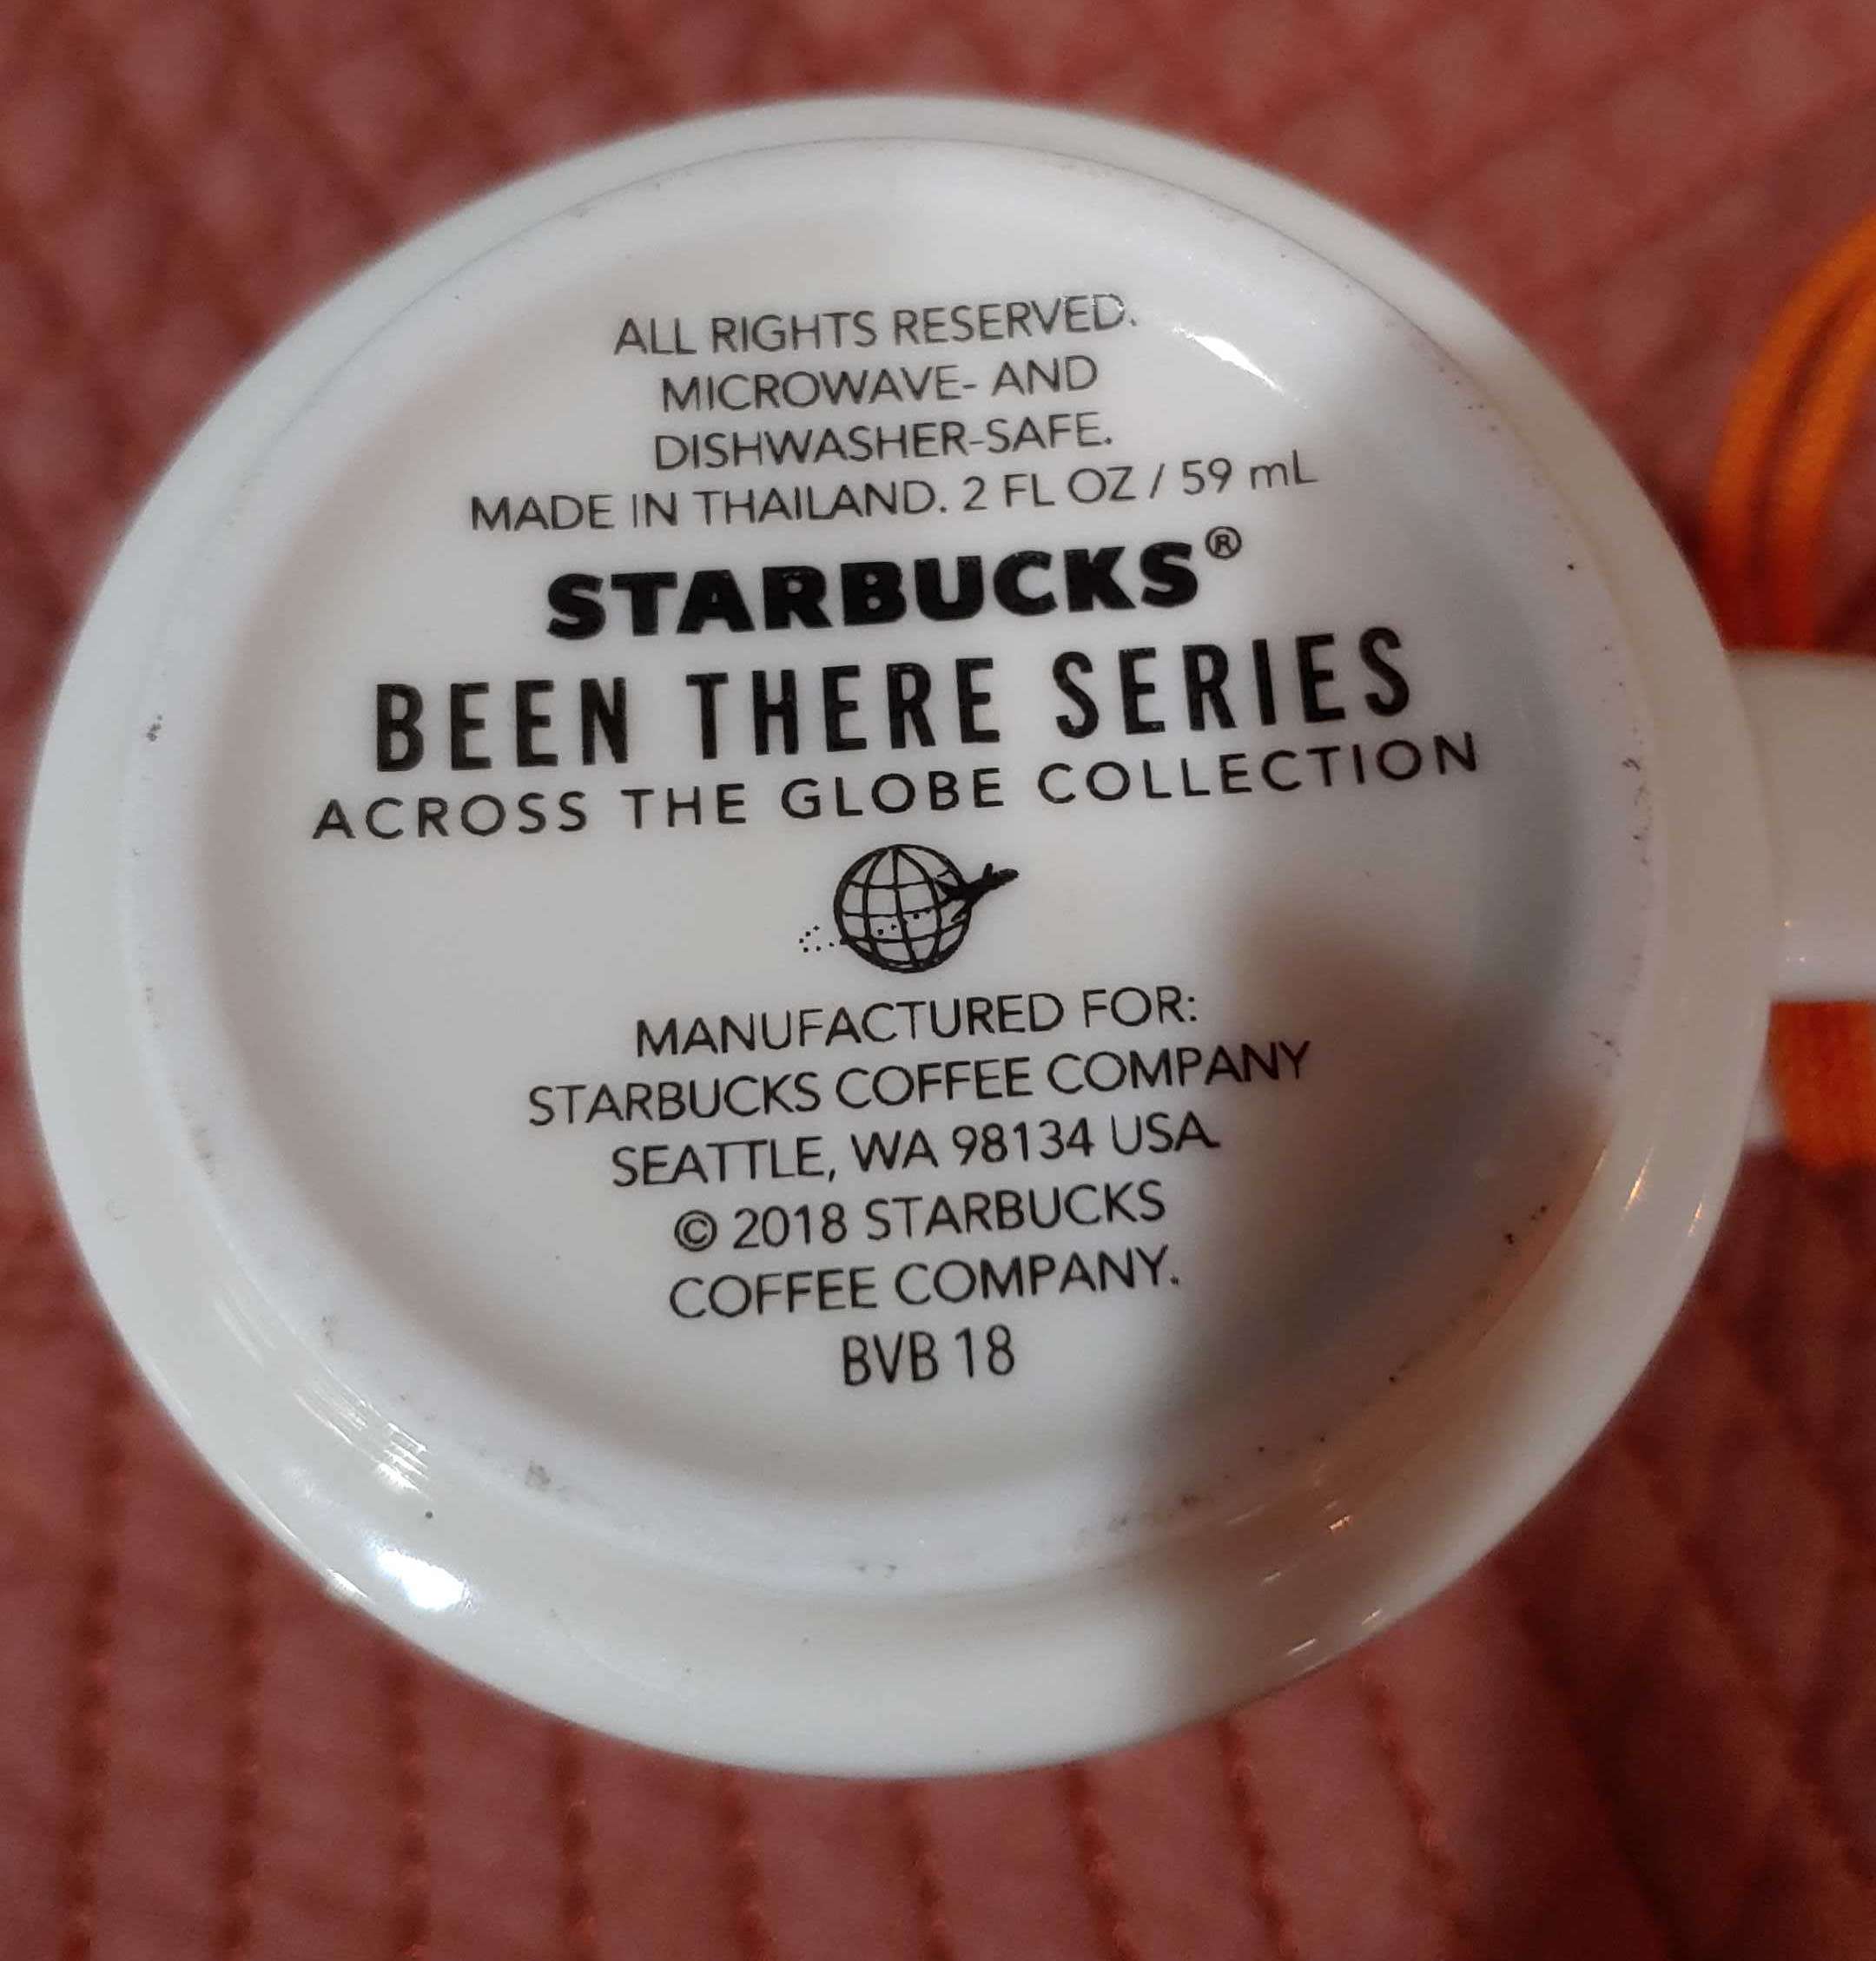 ALL RIGHTS RESERVED.
MICROWAVE- AND
DISHWASHER-SAFE.
MADE IN THAILAND. 2 FL OZ / 59 mL
STARBUCKS®
BEEN THERE SERIES
ACROSS THE GLOBE COLLECTION
MANUFACTURED FOR:
STARBUCKS COFFEE COMPANY
SEATTLE, WA 98134 USA
© 2018 STARBUCKS
COFFEE COMPANY.
BVB 18